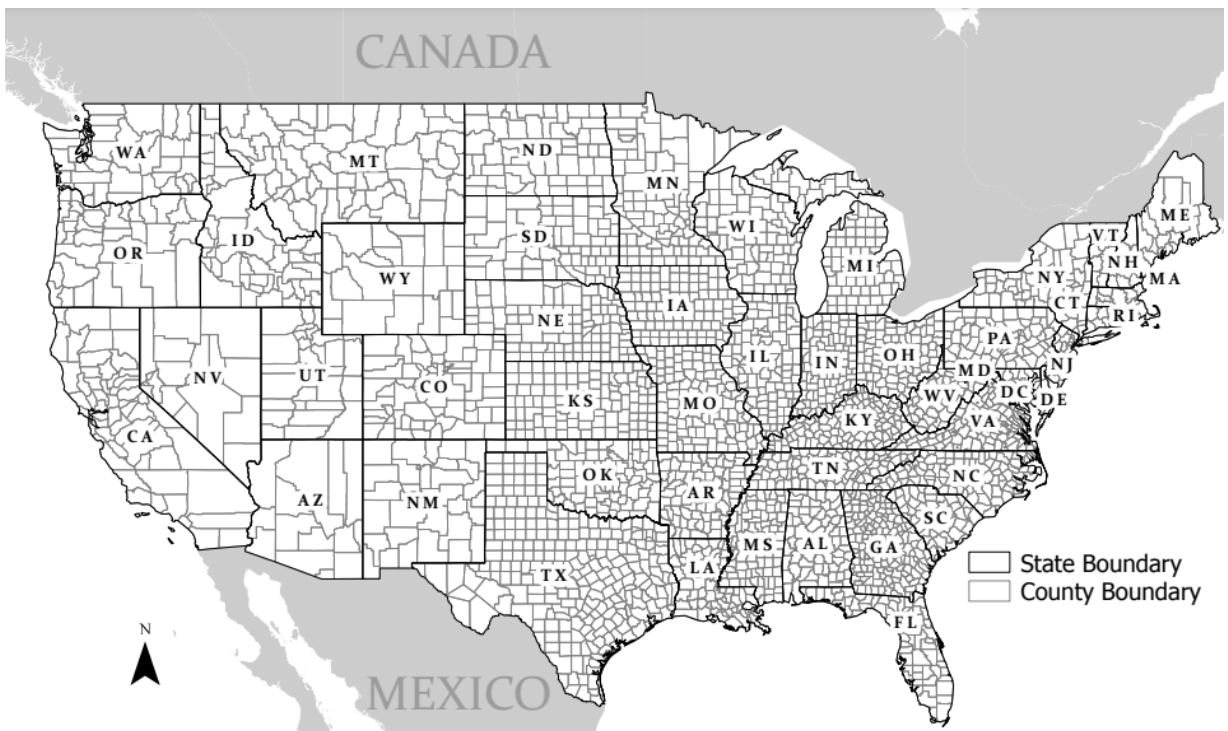 CANADA
WA
MT
ND
MN
OR
ID
WY
SD
WI
MI
NY
VT
NH
ME
MA
CT
RI
NV
UT
CO
NE
IA
IL
IN
OH
PA
NJ
CA
KS
MO
KY
WV
MD
DC
DE
VA
AZ
NM
OK
AR
TN
NC
SC
TX
LA
MS
AL
GA
FL
State Boundary
County Boundary
N
MEXICO